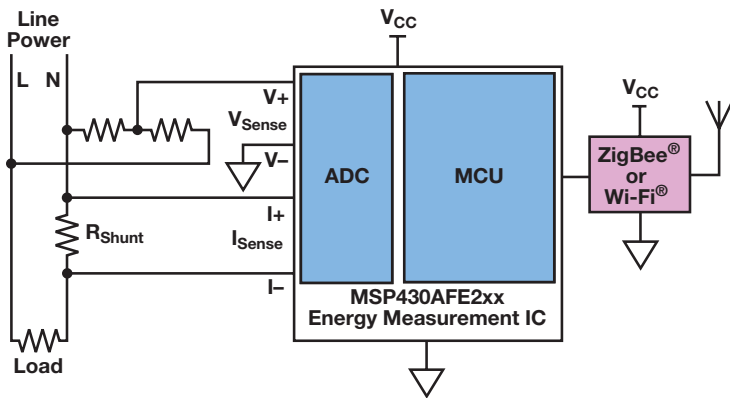 Line
Power
L N
V+
VSense
V–
I+
ISense
I–
RShunt
Load
VCC
ADC
MCU
MSP430AFE2xx
Energy Measurement IC
VCC
ZigBee®
or
Wi-Fi®